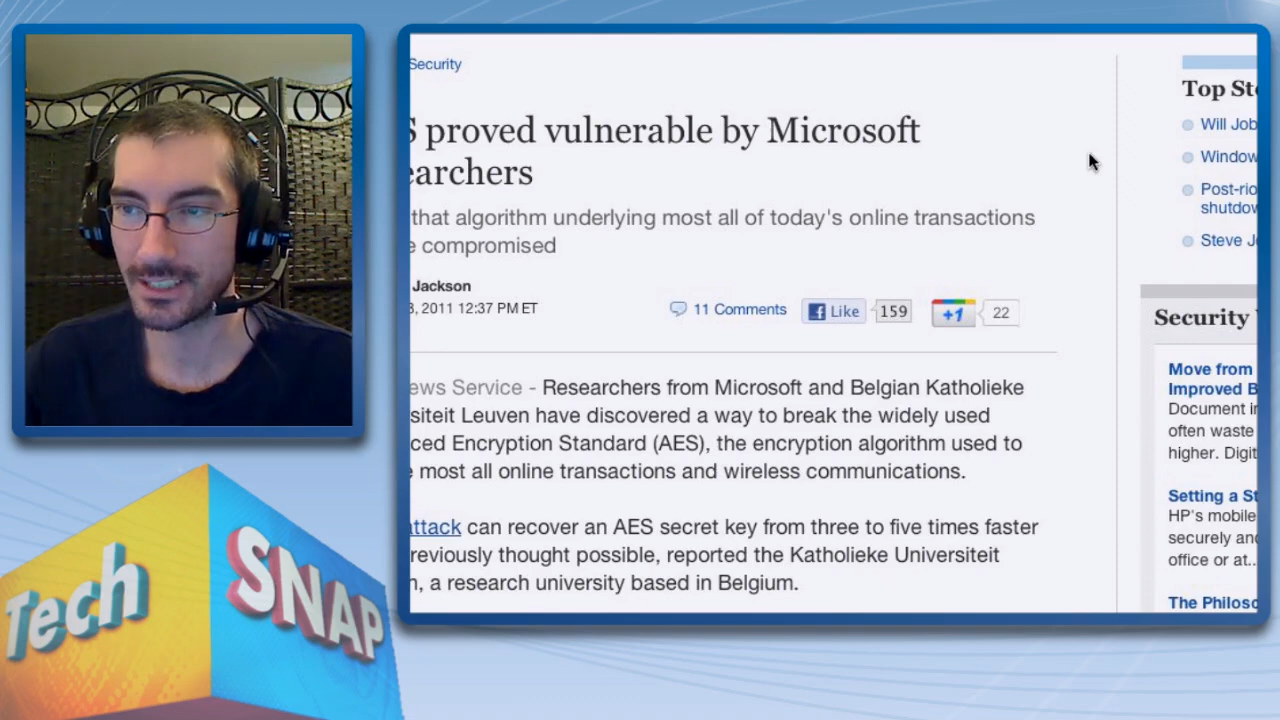 Security
S proved vulnerable by Microsoft
earchers
that algorithm underlying most all of today's online transactions
e compromised
Jackson
3, 2011 12:37 PM ET
11 Comments
Like
159
+1
22
ews Service - Researchers from Microsoft and Belgian Katholieke
siteit Leuven have discovered a way to break the widely used
ced Encryption Standard (AES), the encryption algorithm used to
e most all online transactions and wireless communications.
attack can recover an AES secret key from three to five times faster
reviously thought possible, reported the Katholieke Universiteit
n, a research university based in Belgium.
Top Sto
Will Job
Window
Post-rio
shutdow
Steve Jo
Security
Move from
Improved B
Document in
often waste
higher. Digit
Setting a St
HP's mobile
securely and
office or at..
The Philoso
Tech
SNAP